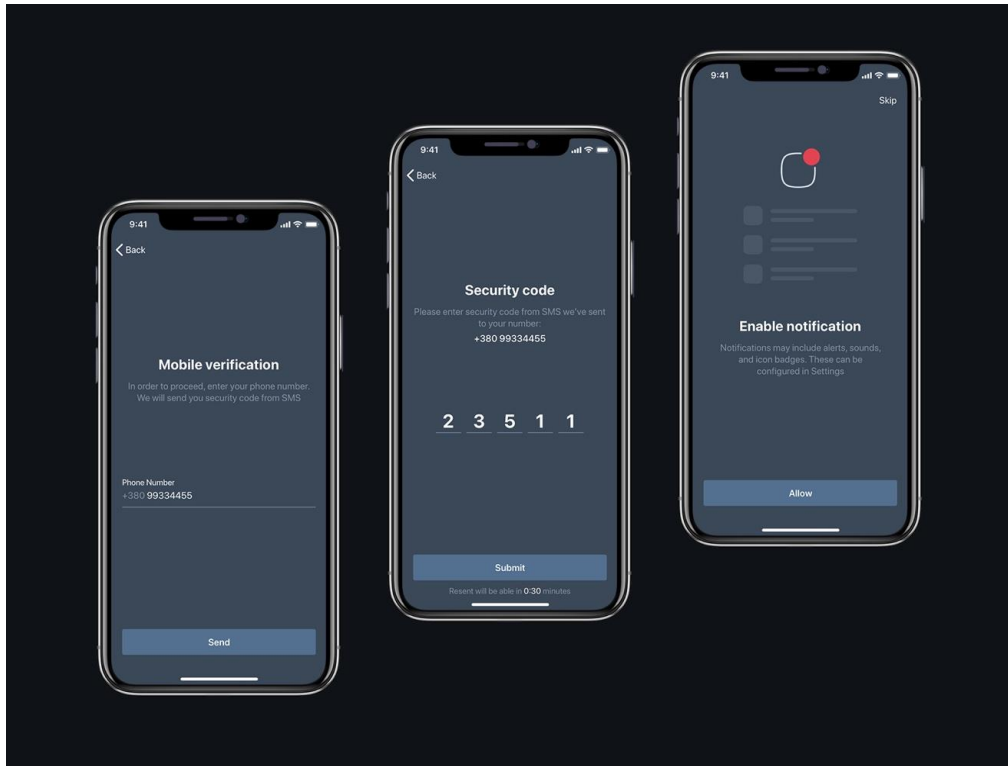 9:41
Back
Mobile verification
In order to proceed, enter your phone number.
We will send you security code from SMS
Phone Number
+380 99334455
Send
9:41
Back
Security code
Please enter security code from SMS we've sent
to your number:
+380 99334455
2 3 5 1 1
Submit
Resent will be able in 0:30 minutes
9:41
Skip
Enable notification
Notifications may include alerts, sounds,
and icon badges. These can be
configured in Settings
Allow